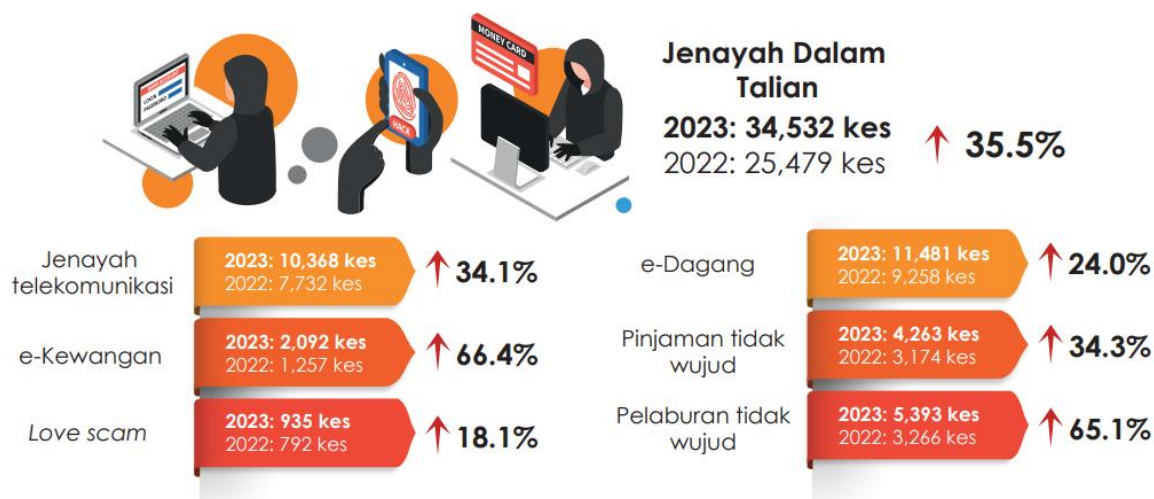 MONEY CARD
LOGIN
PASSWORD
HACK
Jenayah Dalam
Talian
2023: 34,532 kes
2022: 25,479 kes
35.5%
Jenayah
telekomunikasi
2023: 10,368 kes
2022: 7,732 kes
34.1%
e-Kewangan
2023: 2,092 kes
2022: 1,257 kes
66.4%
Love scam
2023: 935 kes
2022: 792 kes
18.1%
e-Dagang
2023: 11,481 kes
2022: 9,258 kes
24.0%
Pinjaman tidak
wujud
2023: 4,263 kes
2022: 3,174 kes
34.3%
Pelaburan tidak
wujud
2023: 5,393 kes
2022: 3,266 kes
65.1%